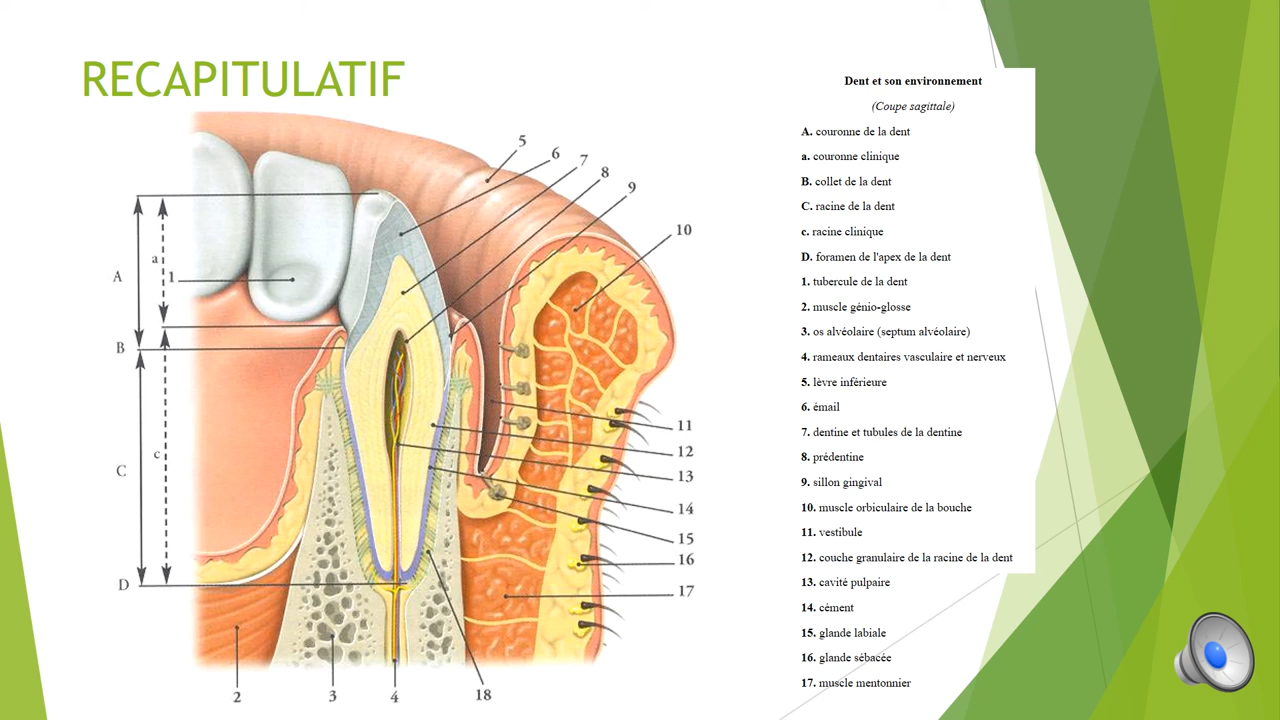 RECAPITULATIF
5
6
7
8
9
10
A
a
1
B
C
c
D
11
12
13
14
15
16
17
2
3
4
18
Dent et son environnement
(Coupe sagittale)
A. couronne de la dent
a. couronne clinique
B. collet de la dent
C. racine de la dent
c. racine clinique
D. foramen de l'apex de la dent
1. tubercule de la dent
2. muscle génio-glosse
3. os alvéolaire (septum alvéolaire)
4. rameaux dentaires vasculaire et nerveux
5. lèvre inférieure
6. émail
7. dentine et tubules de la dentine
8. prédentine
9. sillon gingival
10. muscle orbiculaire de la bouche
11. vestibule
12. couche granulaire de la racine de la dent
13. cavité pulpaire
14. cément
15. glande labiale
16. glande sébacée
17. muscle mentonnier